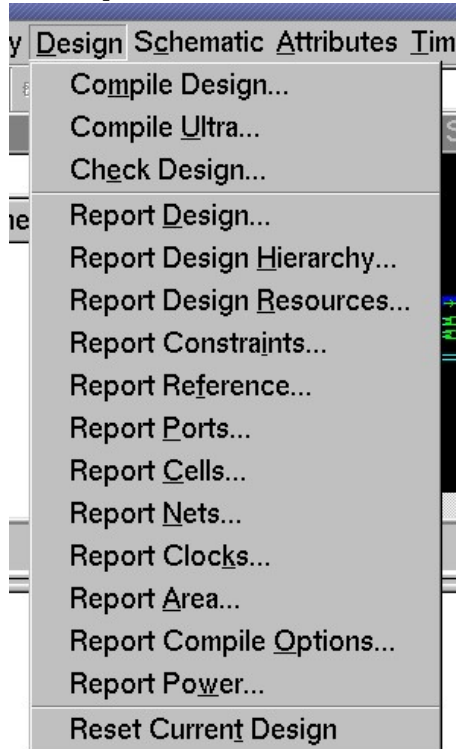 y Design Schematic Attributes Tim
Compile Design...
Compile Ultra...
Check Design...
Report Design...
Report Design Hierarchy...
Report Design Resources...
Report Constraints...
Report Reference...
Report Ports...
Report Cells...
Report Nets...
Report Clocks...
Report Area...
Report Compile Options...
Report Power...
Reset Current Design